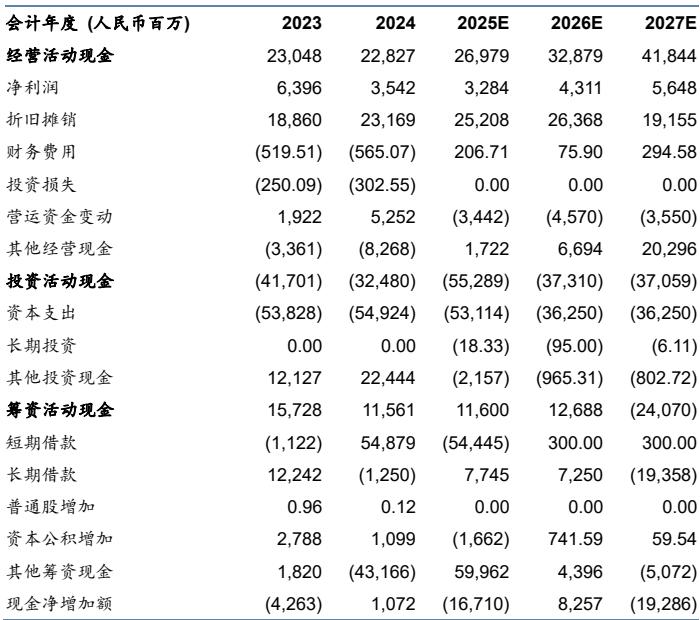 会计年度 (人民币百万) 2023 2024 2025E 2026E 2027E
经营活动现金 23,048 22,827 26,979 32,879 41,844
净利润 6,396 3,542 3,284 4,311 5,648
折旧摊销 18,860 23,169 25,208 26,368 19,155
财务费用 (519.51) (565.07) 206.71 75.90 294.58
投资损失 (250.09) (302.55) 0.00 0.00 0.00
营运资金变动 1,922 5,252 (3,442) (4,570) (3,550)
其他经营现金 (3,361) (8,268) 1,722 6,694 20,296
投资活动现金 (41,701) (32,480) (55,289) (37,310) (37,059)
资本支出 (53,828) (54,924) (53,114) (36,250) (36,250)
长期投资 0.00 0.00 (18.33) (95.00) (6.11)
其他投资现金 12,127 22,444 (2,157) (965.31) (802.72)
筹资活动现金 15,728 11,561 11,600 12,688 (24,070)
短期借款 (1,122) 54,879 (54,445) 300.00 300.00
长期借款 12,242 (1,250) 7,745 7,250 (19,358)
普通股增加 0.96 0.12 0.00 0.00 0.00
资本公积增加 2,788 1,099 (1,662) 741.59 59.54
其他筹资现金 1,820 (43,166) 59,962 4,396 (5,072)
现金净增加额 (4,263) 1,072 (16,710) 8,257 (19,286)